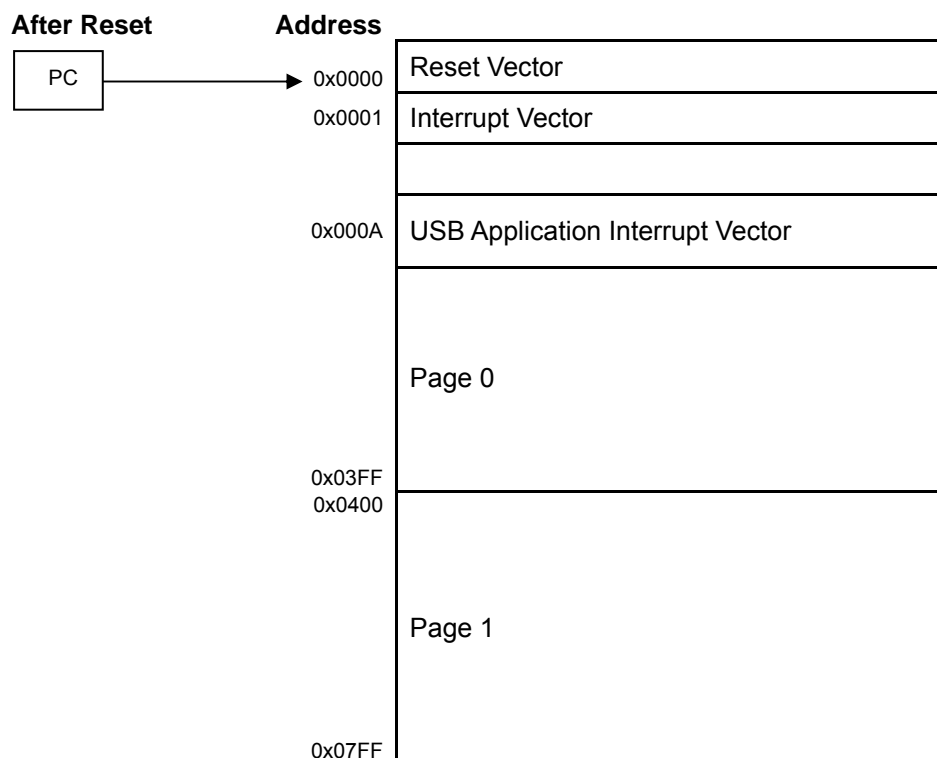 After Reset Address
PC 0x0000 Reset Vector
0x0001 Interrupt Vector
0x000A USB Application Interrupt Vector
Page 0
0x03FF
0x0400
Page 1
0x07FF